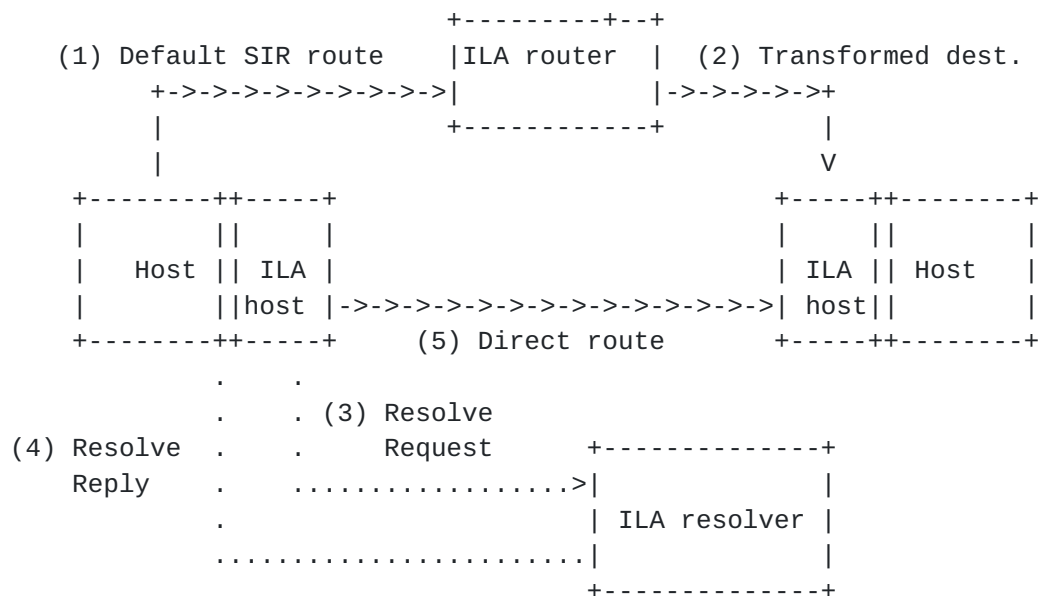 (1) Default SIR route |ILA router | (2) Transformed dest.
Host || ILA | | ILA || Host
||host |->->->->->->->->->->->->->->| host||
(5) Direct route
(3) Resolve
(4) Resolve Request
Reply
ILA resolver